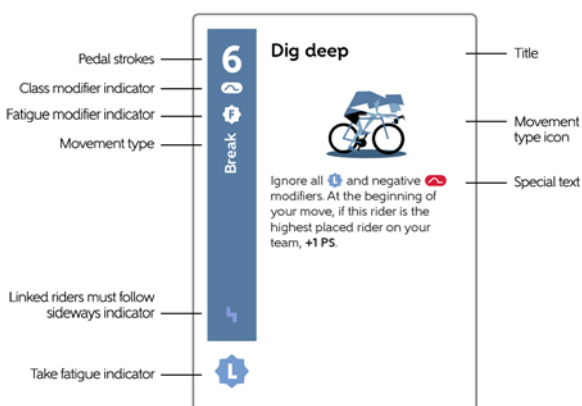 Pedal strokes
Class modifier indicator
Fatigue modifier indicator
Movement type
Linked riders must follow
sideways indicator
Take fatigue indicator
6
F
Break
L
Dig deep
Ignore all L and negative
modifiers. At the beginning of
your move, if this rider is the
highest placed rider on your
team, +1 PS.
Title
Movement
type icon
Special text